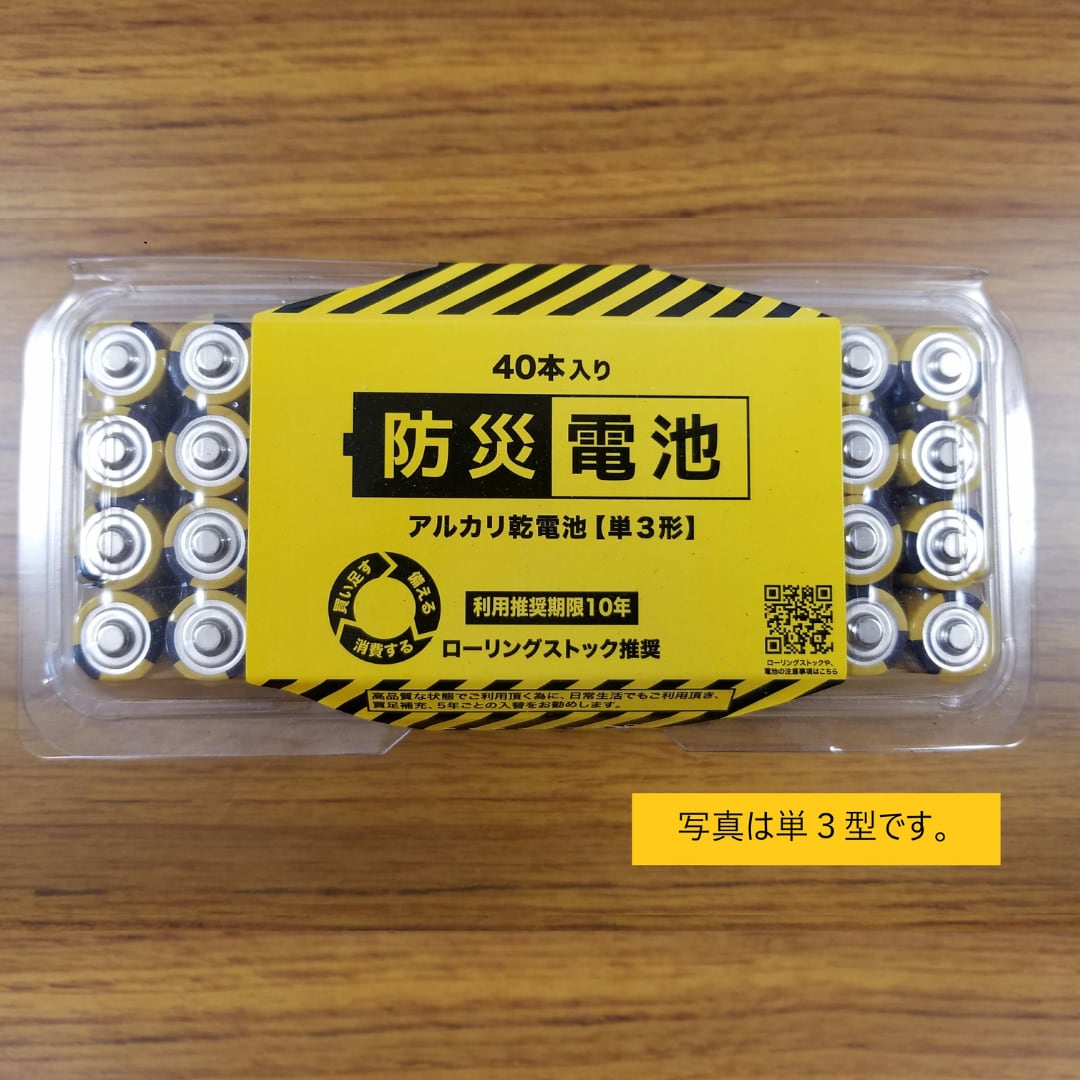 40本入り
防災電池
アルカリ乾電池【単3形】
備える
消費する
買い足す
利用推奨期限10年
ローリングストック推奨
ローリングストックや、
電池の注意事項はこちら
高品質な状態でご利用頂く為に、日常生活でもご利用頂き、
買足補充、5年ごとの入替をお勧めします。
写真は単3型です。